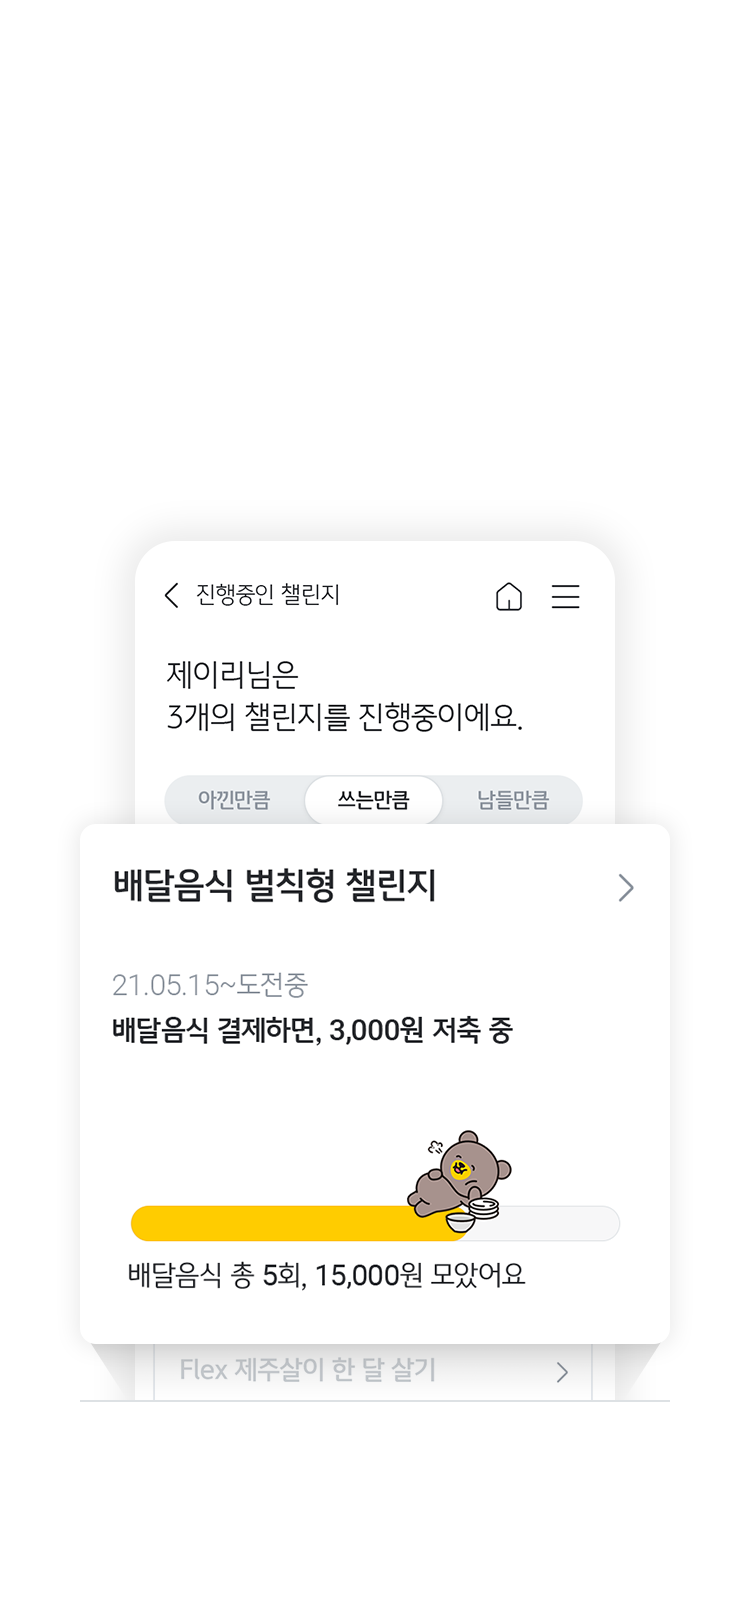 진행중인 챌린지
제이리님은
3개의 챌린지를 진행중이에요.
아낀만큼 쓰는만큼 남들만큼
배달음식 벌칙형 챌린지
21.05.15~도전중
배달음식 결제하면, 3,000원 저축 중
배달음식 총 5회, 15,000원 모았어요
Flex 제주살이 한 달 살기